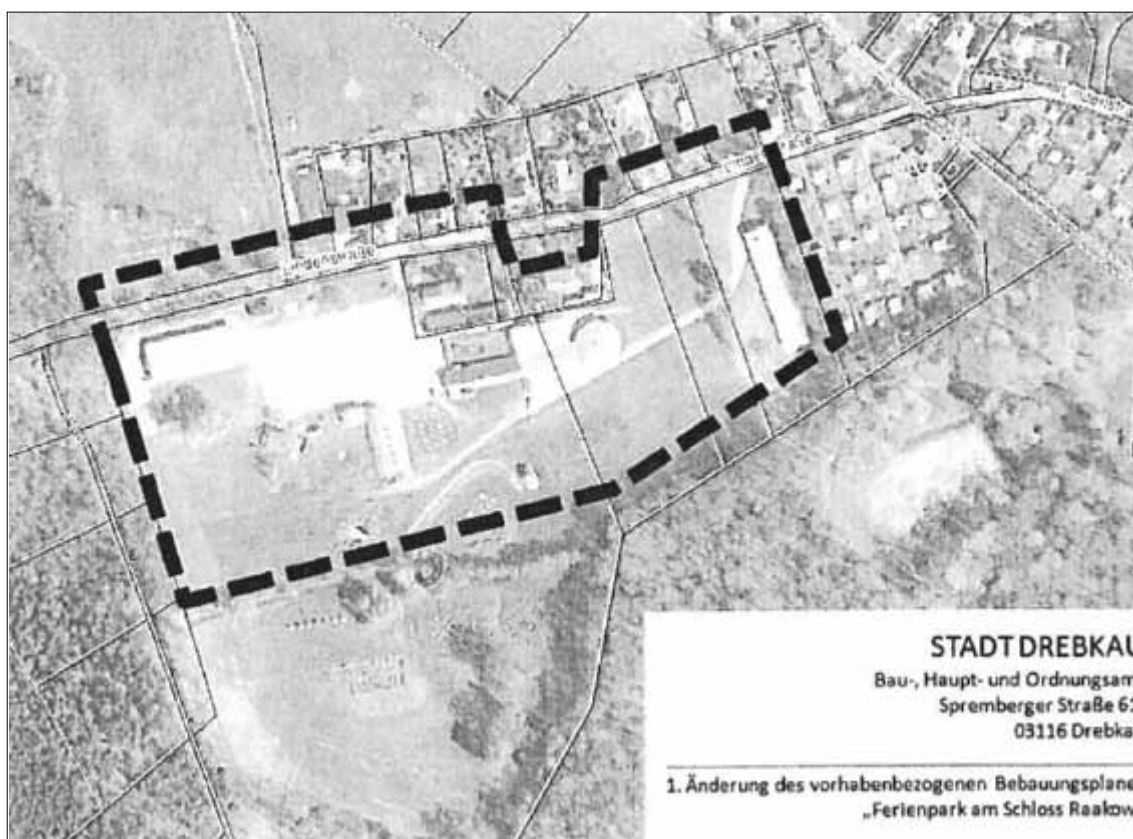 STADT DREBKAU
Bau-, Haupt- und Ordnungsam
Spremberger Straße 61
03116 Drebka
1. Änderung des vorhabenbezogenen Bebauungsplane
„Ferienpark am Schloss Raakow